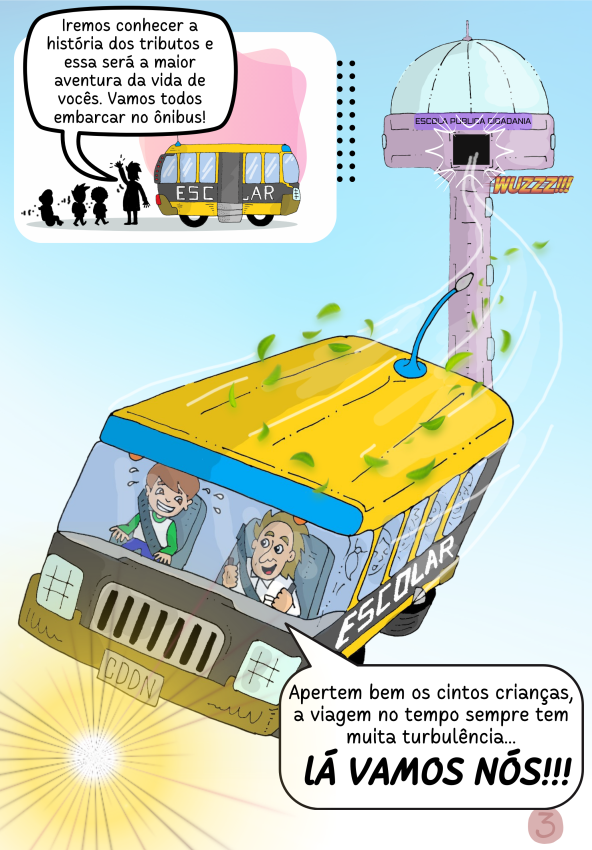 Iremos conhecer a
história dos tributos e
essa será a maior
aventura da vida de
vocês. Vamos todos
embarcar no ônibus!
ESCOLAR
ESCOLA PÚBLICA CIDADANIA
WUZZZ!!!
ESCOLAR
CDDN
Apertem bem os cintos crianças,
a viagem no tempo sempre tem
muita turbulência...
LÁ VAMOS NÓS!!!
3